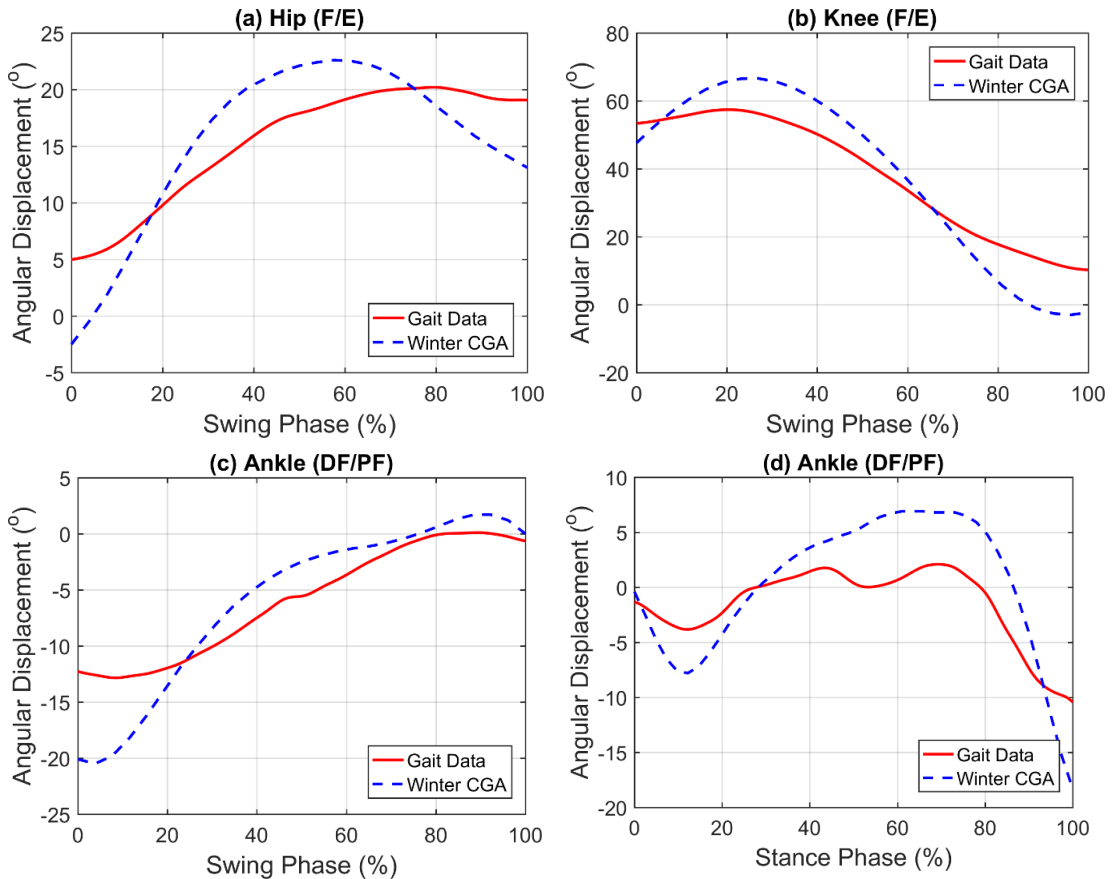 (a) Hip (F/E)
Angular Displacement (o)
25
20
15
10
5
0
-5
0 20 40 60 80 100
Swing Phase (%)
Gait Data
Winter CGA
(b) Knee (F/E)
Angular Displacement (o)
80
60
40
20
0
-20
0 20 40 60 80 100
Swing Phase (%)
Gait Data
Winter CGA
(c) Ankle (DF/PF)
Angular Displacement (o)
5
0
-5
-10
-15
-20
-25
0 20 40 60 80 100
Swing Phase (%)
Gait Data
Winter CGA
(d) Ankle (DF/PF)
Angular Displacement (o)
10
5
0
-5
-10
-15
-20
0 20 40 60 80 100
Stance Phase (%)
Gait Data
Winter CGA